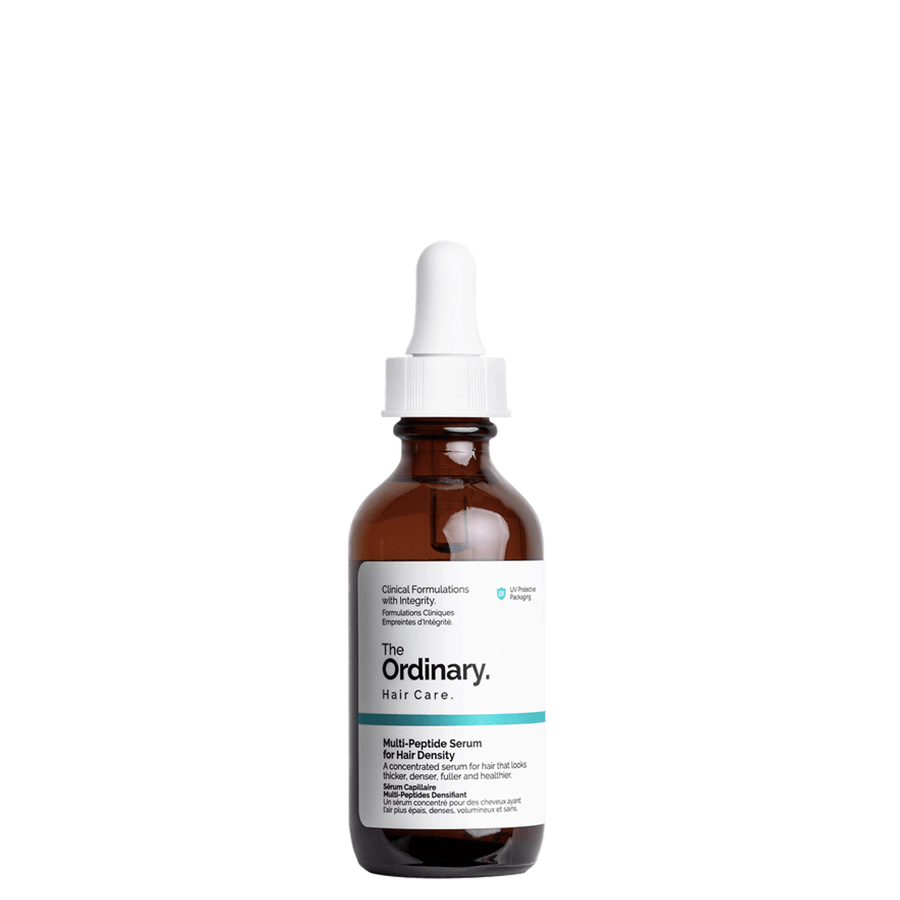 Clinical Formulations
with Integrity.
Formulations Cliniques
Empreintes d'Intégrité.
UV
UV Protective
Packaging
The
Ordinary.
Hair Care.
Multi-Peptide Serum
for Hair Density
A concentrated serum for hair that looks
thicker, denser, fuller and healthier.
Sérum Capillaire
Multi-Peptides Densifiant
Un sérum concentré pour des cheveux ayant
l'air plus épais, denses, volumineux et sains.